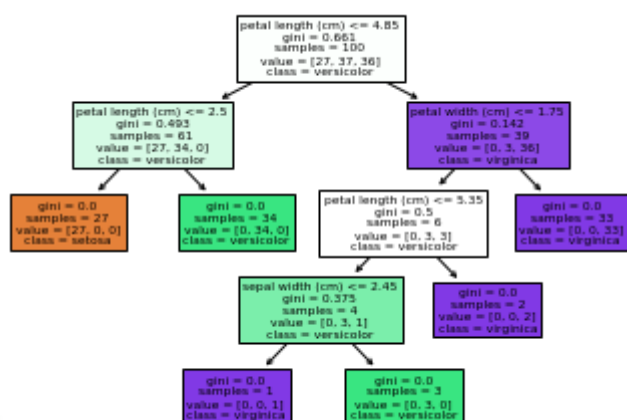 petal length (cm) <= 4.85
gini = 0.661
samples = 100
value = [27, 37, 36]
class = versicolor
petal length (cm) <= 2.5
gini = 0.493
samples = 61
value = [27, 34, 0]
class = versicolor
petal width (cm) <= 1.75
gini = 0.142
samples = 39
value = [0, 3, 36]
class = virginica
gini = 0.0
samples = 27
value = [27, 0, 0]
class = setosa
gini = 0.0
samples = 34
value = [0, 34, 0]
class = versicolor
petal length (cm) <= 5.35
gini = 0.5
samples = 6
value = [0, 3, 3]
class = versicolor
gini = 0.0
samples = 33
value = [0, 0, 33]
class = virginica
sepal width (cm) <= 2.45
gini = 0.375
samples = 4
value = [0, 3, 1]
class = versicolor
gini = 0.0
samples = 2
value = [0, 0, 2]
class = virginica
gini = 0.0
samples = 1
value = [0, 0, 1]
class = virginica
gini = 0.0
samples = 3
value = [0, 3, 0]
class = versicolor